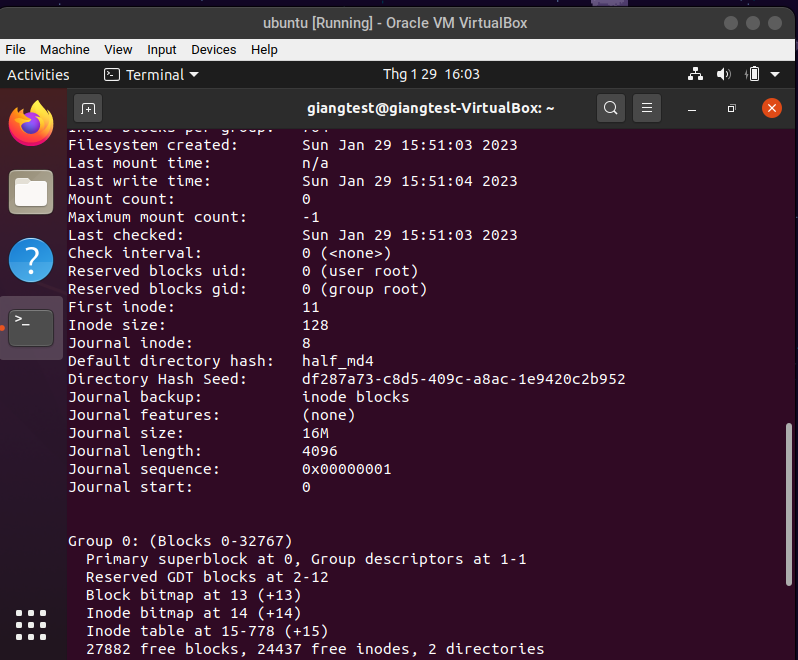 ubuntu [Running] - Oracle VM VirtualBox
File Machine View Input Devices Help
Activities Terminal Thg 1 29 16:03
giangtest@giangtest-VirtualBox: ~
Inode blocks per group: 764
Filesystem created: Sun Jan 29 15:51:03 2023
Last mount time: n/a
Last write time: Sun Jan 29 15:51:04 2023
Mount count: 0
Maximum mount count: -1
Last checked: Sun Jan 29 15:51:03 2023
Check interval: 0 (<none>)
Reserved blocks uid: 0 (user root)
Reserved blocks gid: 0 (group root)
First inode: 11
Inode size: 128
Journal inode: 8
Default directory hash: half_md4
Directory Hash Seed: df287a73-c8d5-409c-a8ac-1e9420c2b952
Journal backup: inode blocks
Journal features: (none)
Journal size: 16M
Journal length: 4096
Journal sequence: 0x00000001
Journal start: 0
Group 0: (Blocks 0-32767)
Primary superblock at 0, Group descriptors at 1-1
Reserved GDT blocks at 2-12
Block bitmap at 13 (+13)
Inode bitmap at 14 (+14)
Inode table at 15-778 (+15)
27882 free blocks, 24437 free inodes, 2 directories